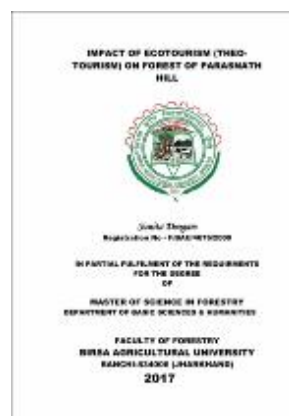 IMPACT OF ECOTOURISM (THEO-
TOURISM) ON FOREST OF PARASNATH
HILL
Registration No -
IN PARTIAL FULFILMENT OF THE REQUIRMENTS
FOR THE DEGREE
OF
MASTER OF SCIENCE IN FORESTRY
DEPARTMENT OF BASIC SCIENCES & HUMANITIES
FACULTY OF FORESTRY
BIRSA AGRICULTURAL UNIVERSITY
RANCHI-834006 (JHARKHAND)
2017